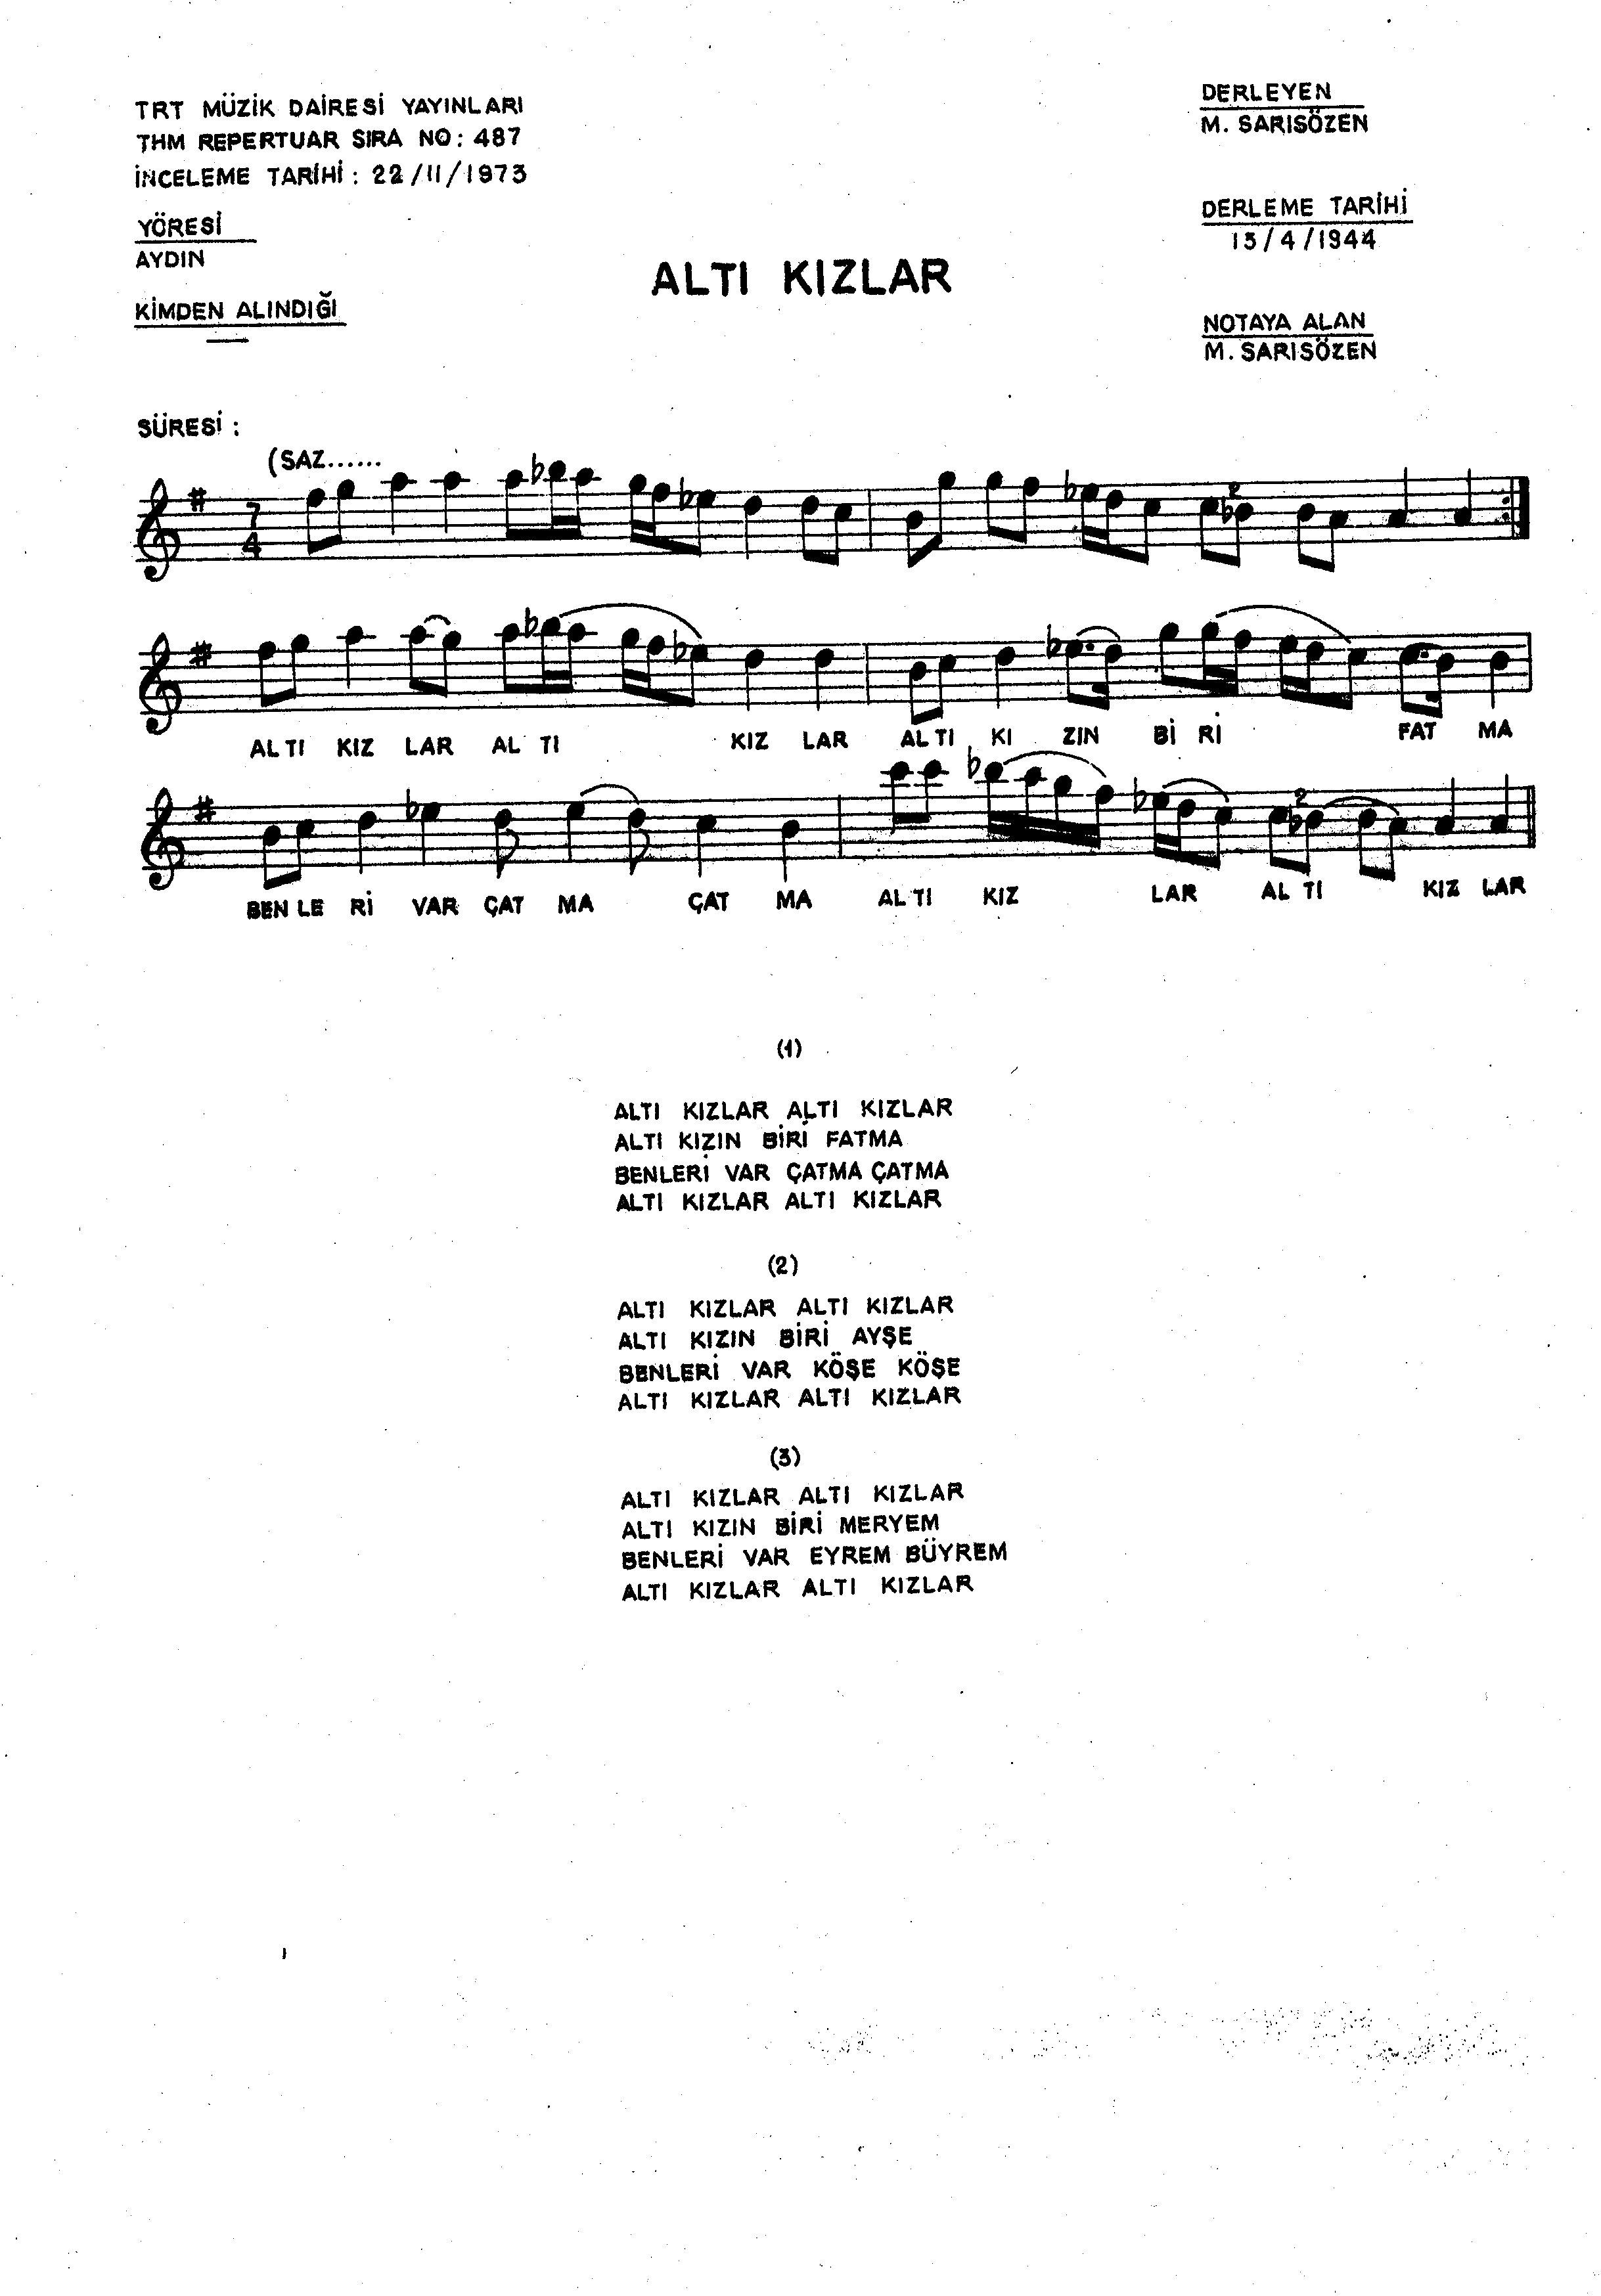 TRT MÜZİK DAİRESİ YAYINLARI
THM REPERTUAR SIRA NO: 487
İNCELEME TARİHİ: 22/11/1973
YÖRESİ
AYDIN
KİMDEN ALINDIĞI
—
DERLEYEN
M. SARISÖZEN
DERLEME TARİHİ
13/4/1944
NOTAYA ALAN
M. SARISÖZEN
ALTI KIZLAR
SÜRESİ :
(SAZ......
7
4
2
AL TI KIZ LAR AL TI KIZ LAR AL TI KI ZIN Bİ Rİ FAT MA
BEN LE Rİ VAR ÇAT MA ÇAT MA AL TI KIZ LAR AL TI KIZ LAR
2
(1)
ALTI KIZLAR ALTI KIZLAR
ALTI KIZIN BİRİ FATMA
BENLERİ VAR ÇATMA ÇATMA
ALTI KIZLAR ALTI KIZLAR
(2)
ALTI KIZLAR ALTI KIZLAR
ALTI KIZIN BİRİ AYŞE
BENLERİ VAR KÖŞE KÖŞE
ALTI KIZLAR ALTI KIZLAR
(3)
ALTI KIZLAR ALTI KIZLAR
ALTI KIZIN BİRİ MERYEM
BENLERİ VAR EYREM BÜYREM
ALTI KIZLAR ALTI KIZLAR